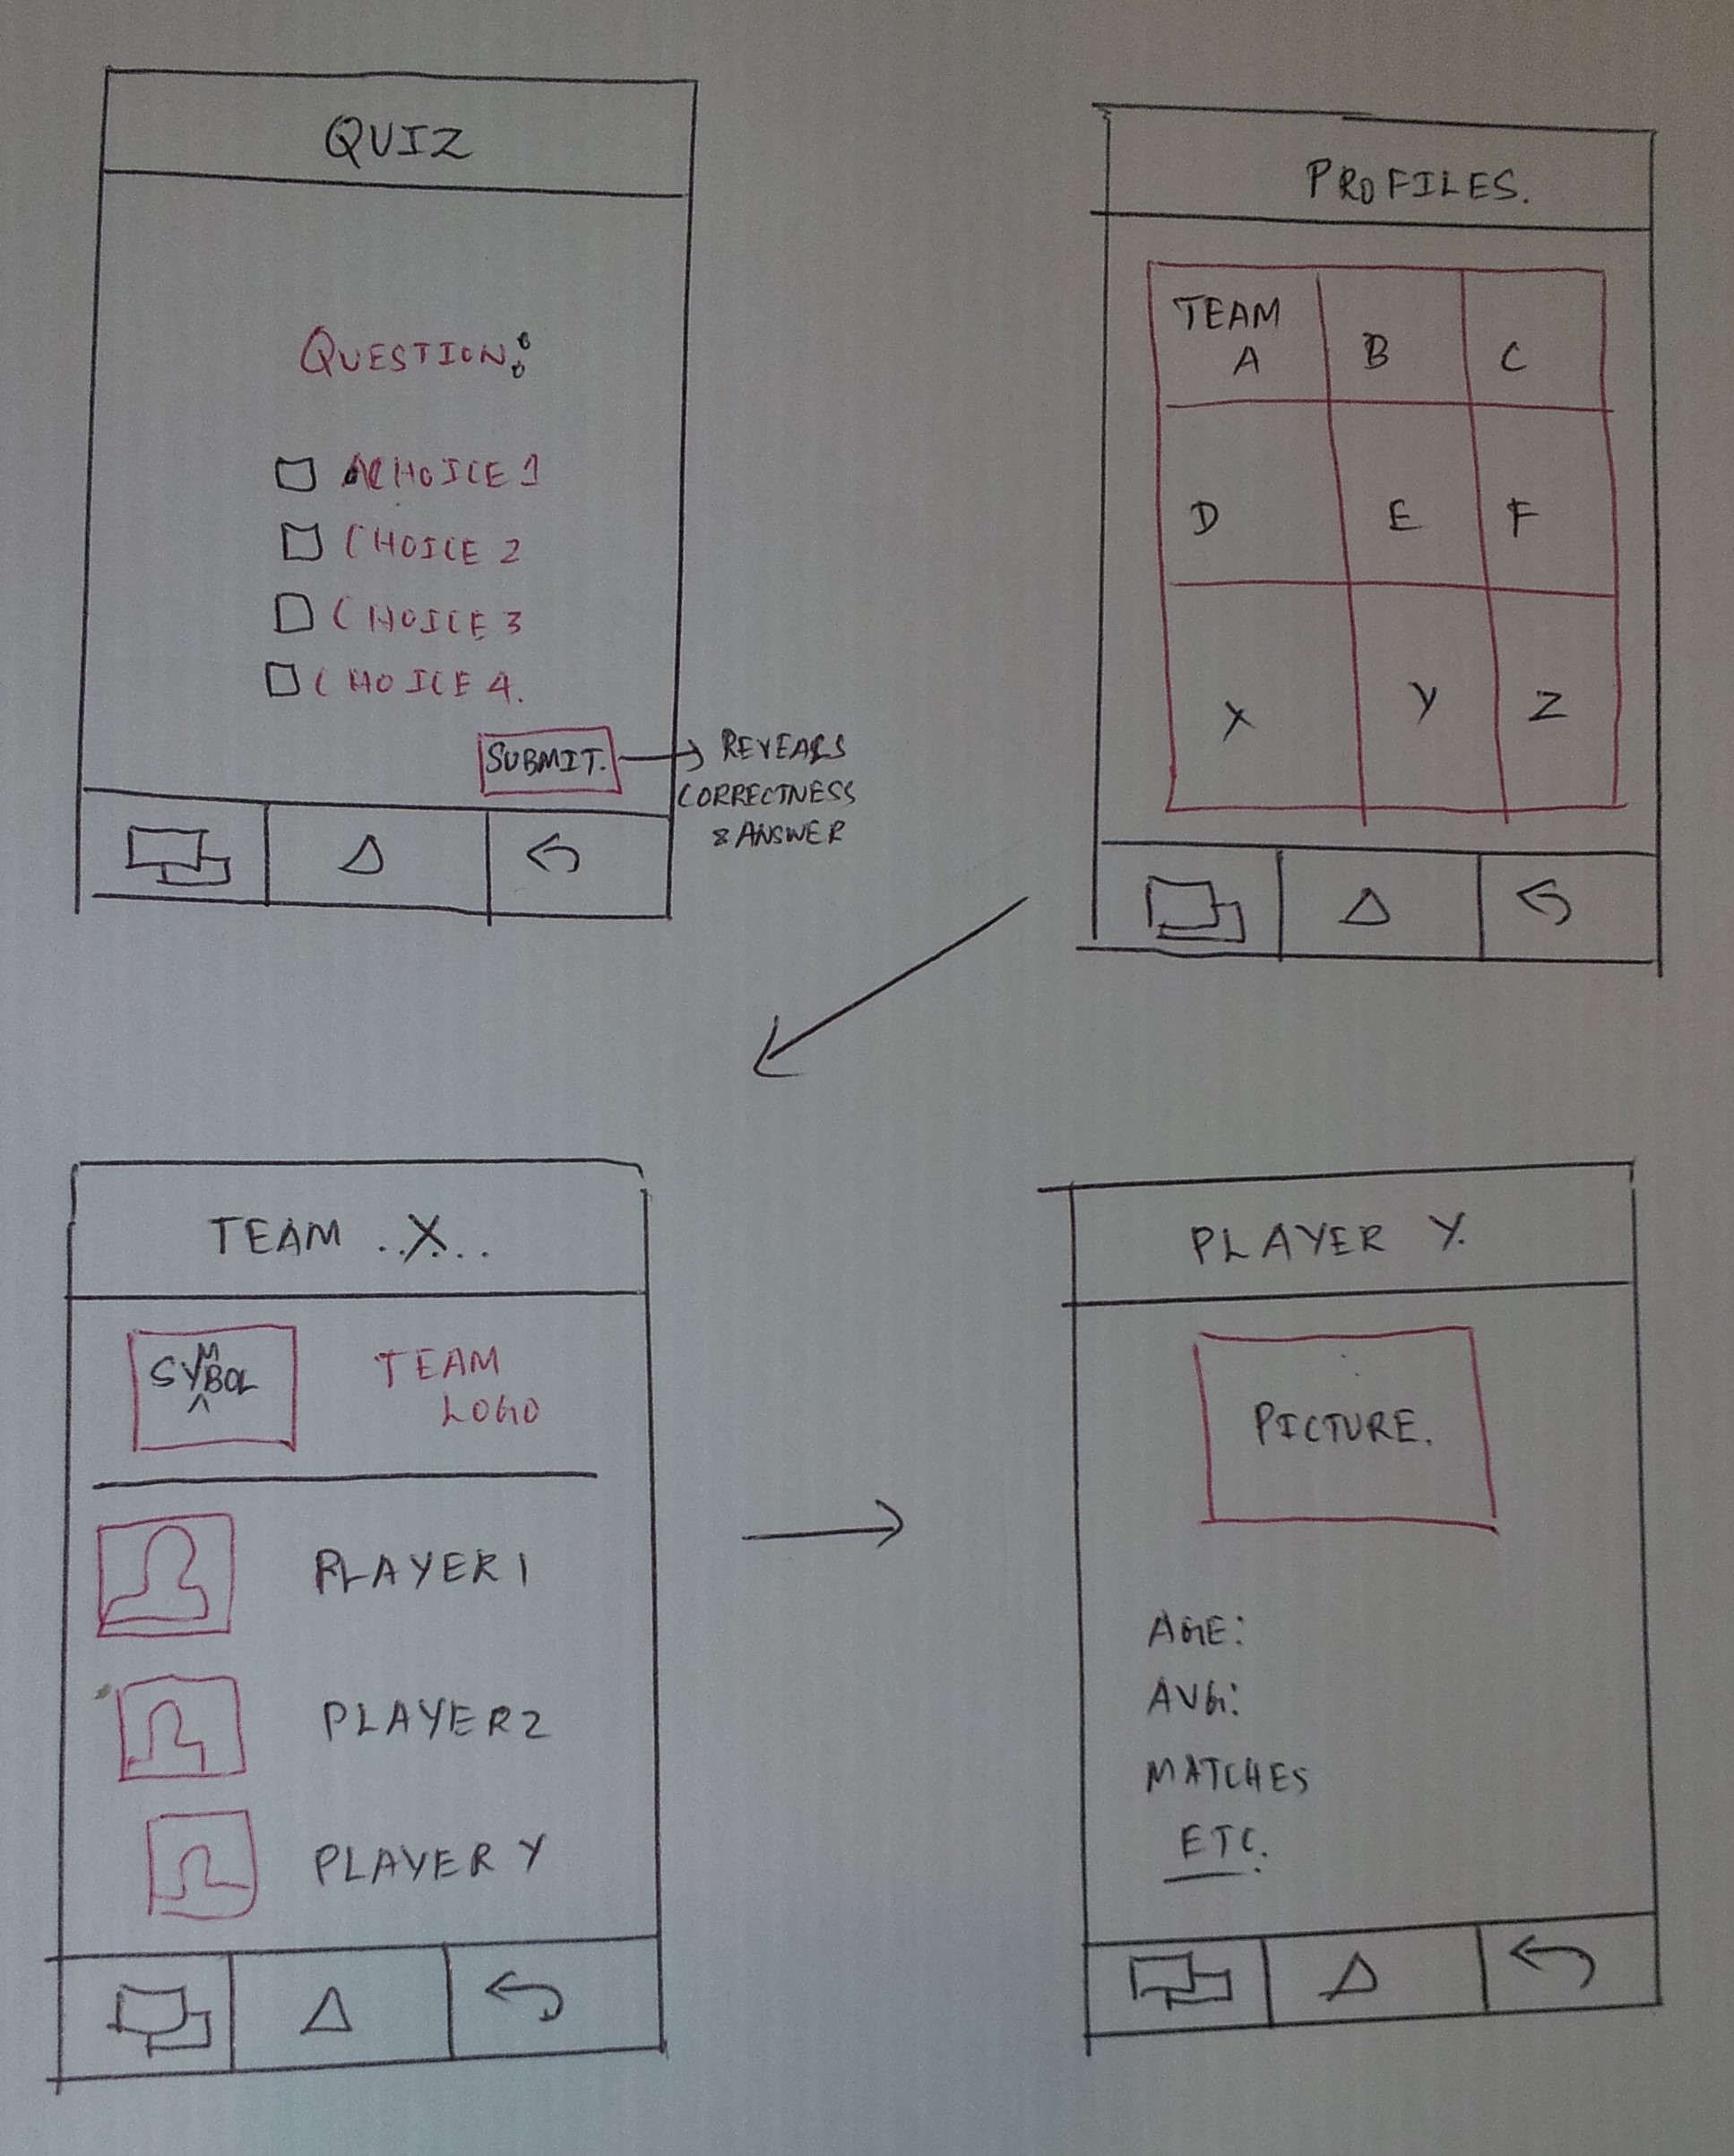 QUIZ
QUESTION:
CHOICE 1
CHOICE 2
CHOICE 3
CHOICE 4.
SUBMIT.
REVEALS
CORRECTNESS
& ANSWER
PROFILES.
TEAM
A
B
C
D
E
F
X
Y
Z
TEAM ..X...
SYMBOL
TEAM
LOGO
PLAYER 1
PLAYER 2
PLAYER Y
PLAYER Y.
PICTURE.
AGE:
AVG:
MATCHES
ETC.